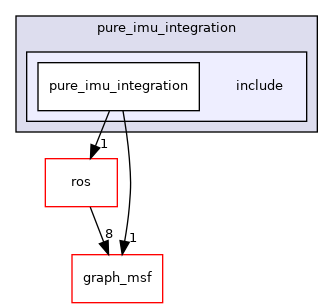 pure_imu_integration
pure_imu_integration include
1
ros
8
1
graph_msf